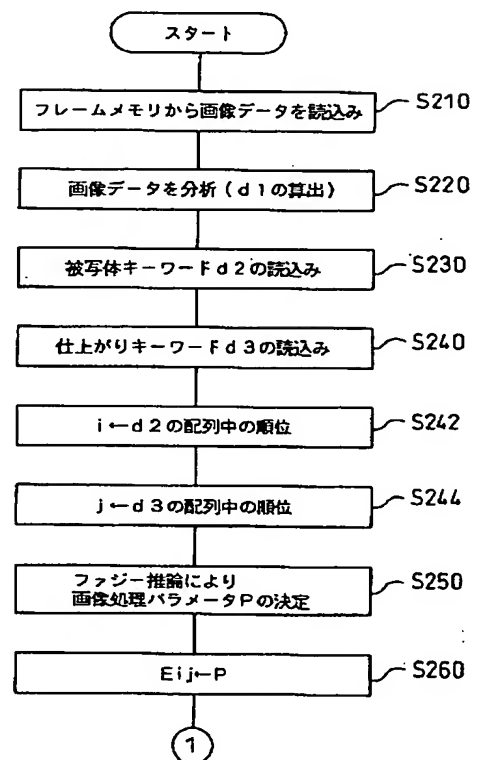 スタート
フレームメモリから画像データを読込み
S210
画像データを分析(d1の算出)
S220
被写体キーワードd2の読込み
S230
仕上がりキーワードd3の読込み
S240
i←d2の配列中の順位
S242
j←d3の配列中の順位
S244
ファジー推論により
画像処理パラメータPの決定
S250
Eij←P
S260
1